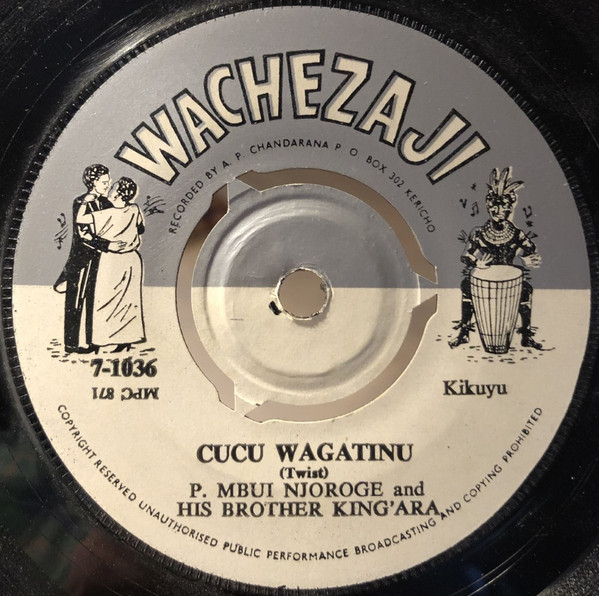 WACHEZAJI
RECORDED BY A. P. CHANDARANA P. O. BOX 302 KERICHO
7-1036
MPC 871
Kikuyu
CUCU WAGATINU
(Twist)
P. MBUI NJOROGE and
HIS BROTHER KING'ARA
COPYRIGHT RESERVED UNAUTHORISED PUBLIC PERFORMANCE BROADCASTING AND COPYING PROHIBITED